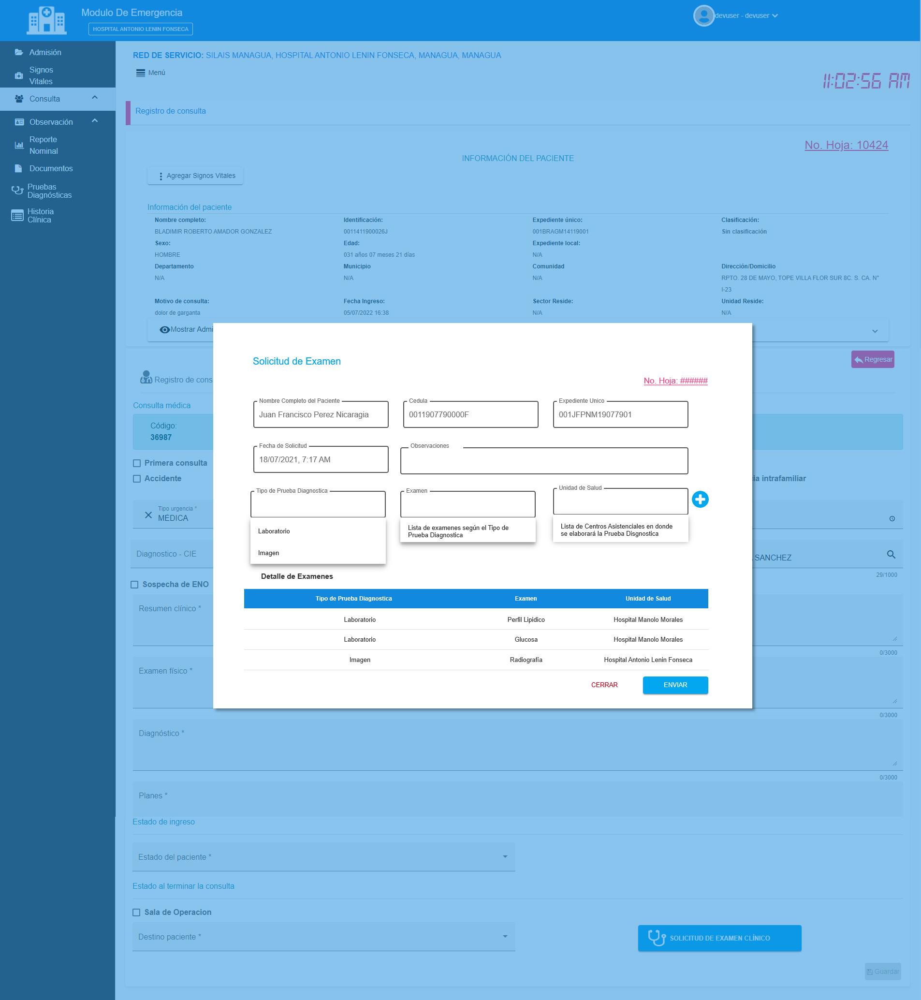 Modulo De Emergencia
HOSPITAL ANTONIO LENIN FONSECA
devuser - devuser
Admisión
Signos
Vitales
Consulta
Observación
Reporte
Nominal
Documentos
Pruebas
Diagnósticas
Historia
Clínica
RED DE SERVICIO: SILAIS MANAGUA, HOSPITAL ANTONIO LENIN FONSECA, MANAGUA, MANAGUA
Menú
11:02:56 AM
Registro de consulta
No. Hoja: 10424
INFORMACIÓN DEL PACIENTE
Agregar Signos Vitales
Información del paciente
Nombre completo: Identificación: Expediente único: Clasificación:
BLADIMIR ROBERTO AMADOR GONZALEZ 0011411900026J 001BRAGM14119001 Sin clasificación
Sexo: Edad: Expediente local:
HOMBRE 031 años 07 meses 21 días N/A
Departamento Municipio Comunidad Dirección/Domicilio
N/A N/A N/A RPTO. 28 DE MAYO, TOPE VILLA FLOR SUR 8C. S. CA. N°
I-23
Motivo de consulta: Fecha Ingreso: Sector Reside: Unidad Reside:
dolor de garganta 05/07/2022 16:38 N/A N/A
Mostrar Admi
Regresar
Registro de cons
Consulta médica
Código:
36987
Primera consulta
Accidente
ia intrafamiliar
Tipo urgencia *
MÉDICA
Diagnostico - CIE
SANCHEZ
29/1000
Sospecha de ENO
Resumen clínico *
0/3000
Examen físico *
0/3000
Solicitud de Examen
No. Hoja: ######
Nombre Completo del Paciente Cedula Expediente Unico
Juan Francisco Perez Nicaragia 0011907790000F 001JFPNM19077901
Fecha de Solicitud Observaciones
18/07/2021, 7:17 AM
Tipo de Prueba Diagnostica Examen Unidad de Salud
Laboratorio
Imagen
Lista de examenes según el Tipo de
Prueba Diagnostica
Lista de Centros Asistenciales en donde
se elaborará la Prueba Disgnostica
Detalle de Examenes
Tipo de Prueba Diagnostica Examen Unidad de Salud
Laboratorio Perfil Lipidico Hospital Manolo Morales
Laboratorio Glucosa Hospital Manolo Morales
Imagen Radiografía Hospital Antonio Lenin Fonseca
CERRAR ENVIAR
Diagnóstico *
0/3000
Planes *
Estado de ingreso
Estado del paciente *
Estado al terminar la consulta
Sala de Operacion
Destino paciente *
SOLICITUD DE EXAMEN CLÍNICO
Guardar